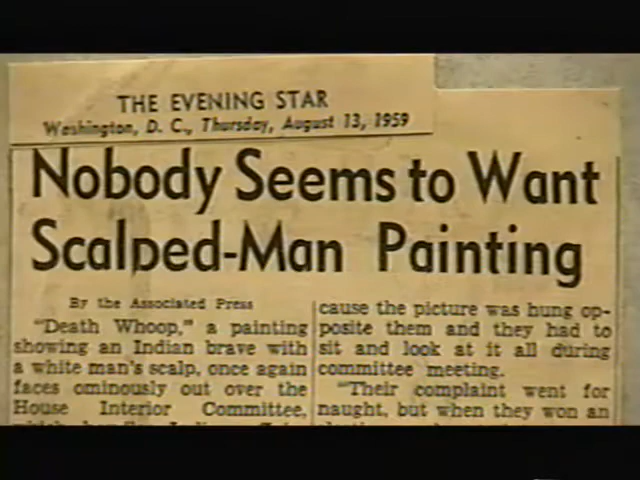 THE EVENING STAR
Washington, D. C., Thursday, August 13, 1959
Nobody Seems to Want
Scalped-Man Painting
By the Associated Press
"Death Whoop," a painting
showing an Indian brave with
a white man's scalp, once again
faces ominously out over the
House Interior Committee,
cause the picture was hung op-
posite them and they had to
sit and look at it all during
committee meeting.
"Their complaint went for
naught, but when they won an